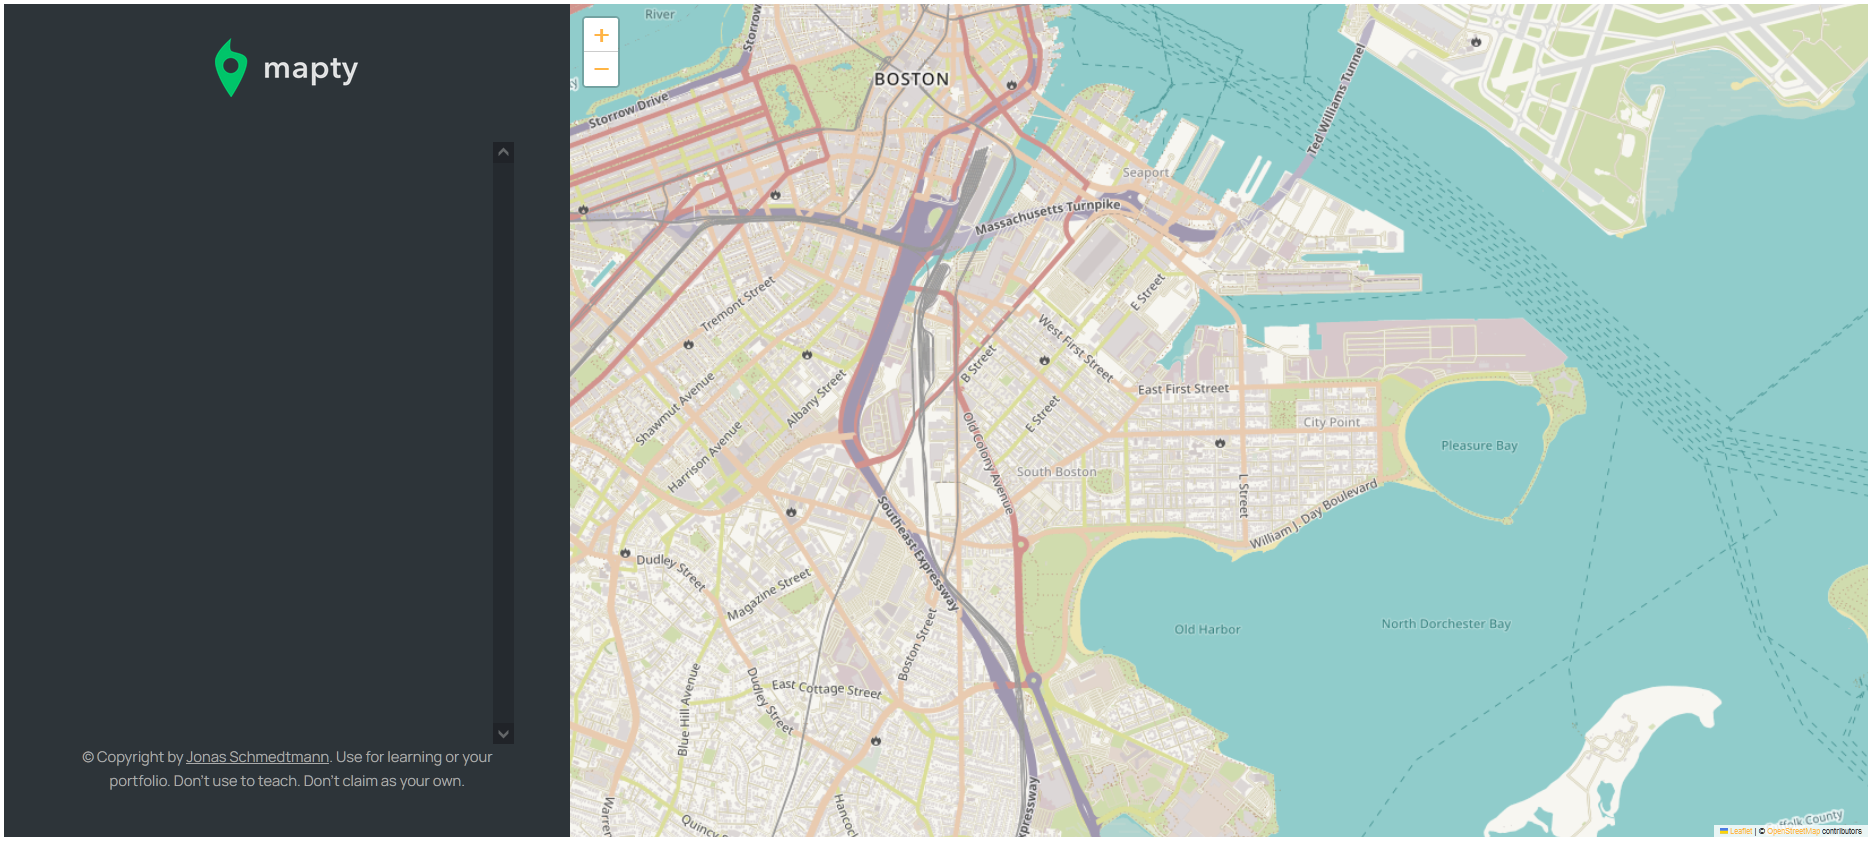 mapty
© Copyright by Jonas Schmedtmann. Use for learning or your
portfolio. Don't use to teach. Don't claim as your own.
+
−
River
Storrow
BOSTON
Storrow Drive
Ted Williams Tunnel
Seaport
Massachusetts Turnpike
Tremont Street
E Street
West First Street
B Street
East First Street
Shawmut Avenue
Albany Street
E Street
City Point
Pleasure Bay
Harrison Avenue
Old Colony Avenue
South Boston
L Street
William J. Day Boulevard
Southeast Expressway
Dudley Street
Magazine Street
Old Harbor
North Dorchester Bay
Boston Street
Blue Hill Avenue
Dudley Street
East Cottage Street
Warren
Quincy
Hancoc
xpressway
ffolk County
Leaflet | © OpenStreetMap contributors